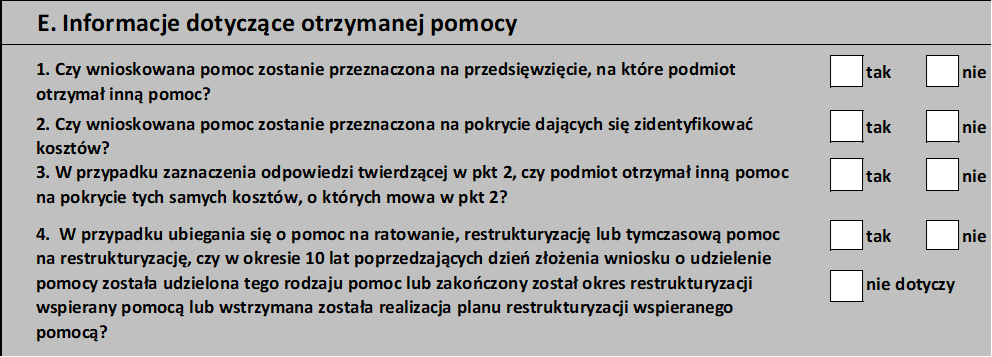 E. Informacje dotyczące otrzymanej pomocy
1. Czy wnioskowana pomoc zostanie przeznaczona na przedsięwzięcie, na które podmiot
otrzymał inną pomoc?
tak nie
2. Czy wnioskowana pomoc zostanie przeznaczona na pokrycie dających się zidentyfikować
kosztów?
tak nie
3. W przypadku zaznaczenia odpowiedzi twierdzącej w pkt 2, czy podmiot otrzymał inną pomoc
na pokrycie tych samych kosztów, o których mowa w pkt 2?
tak nie
4. W przypadku ubiegania się o pomoc na ratowanie, restrukturyzację lub tymczasową pomoc
na restrukturyzację, czy w okresie 10 lat poprzedzających dzień złożenia wniosku o udzielenie
pomocy została udzielona tego rodzaju pomoc lub zakończony został okres restrukturyzacji
wspierany pomocą lub wstrzymana została realizacja planu restrukturyzacji wspieranego
pomocą?
tak nie
nie dotyczy